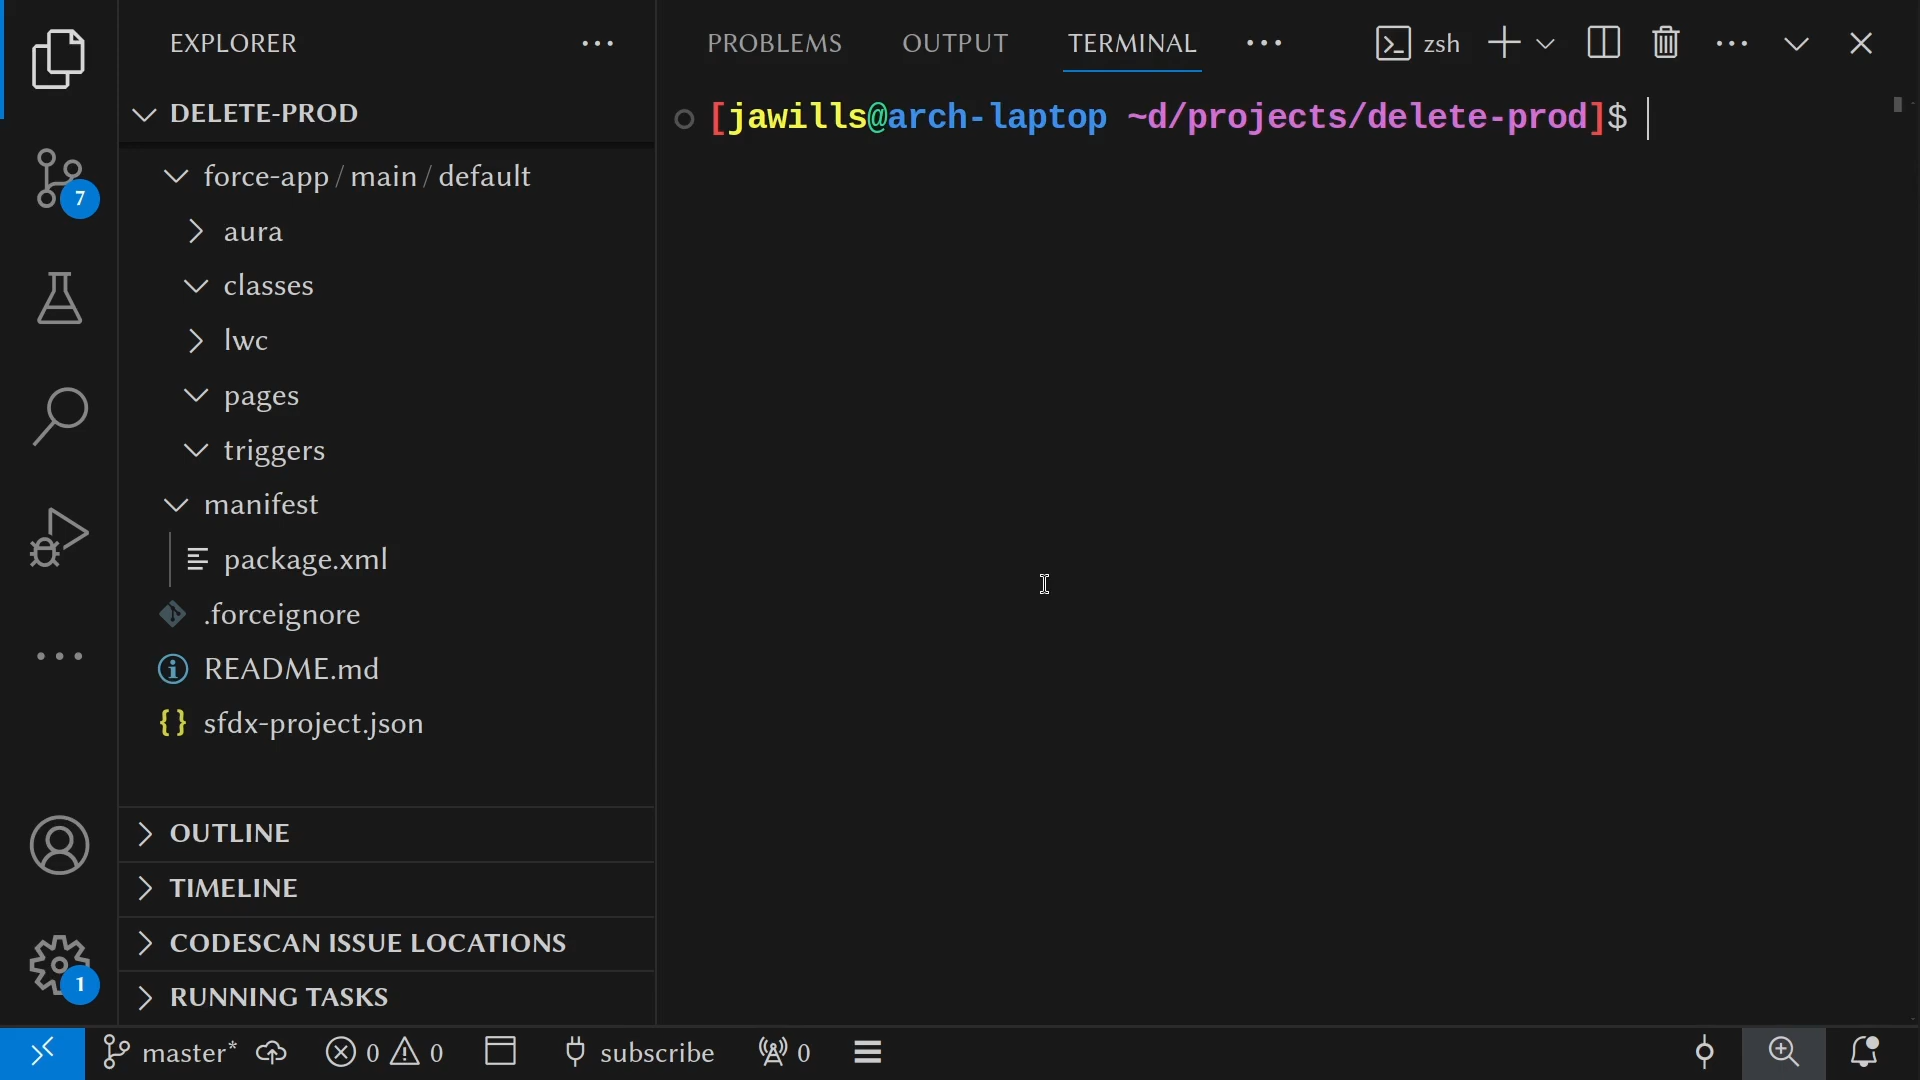 EXPLORER
DELETE-PROD
force-app/main/default
aura
classes
lwc
pages
triggers
manifest
package.xml
.forceignore
README.md
sfdx-project.json
OUTLINE
TIMELINE
CODESCAN ISSUE LOCATIONS
RUNNING TASKS
7
1
PROBLEMS OUTPUT TERMINAL zsh
[jawills@arch-laptop ~d/projects/delete-prod]$
master* 0 0 subscribe 0